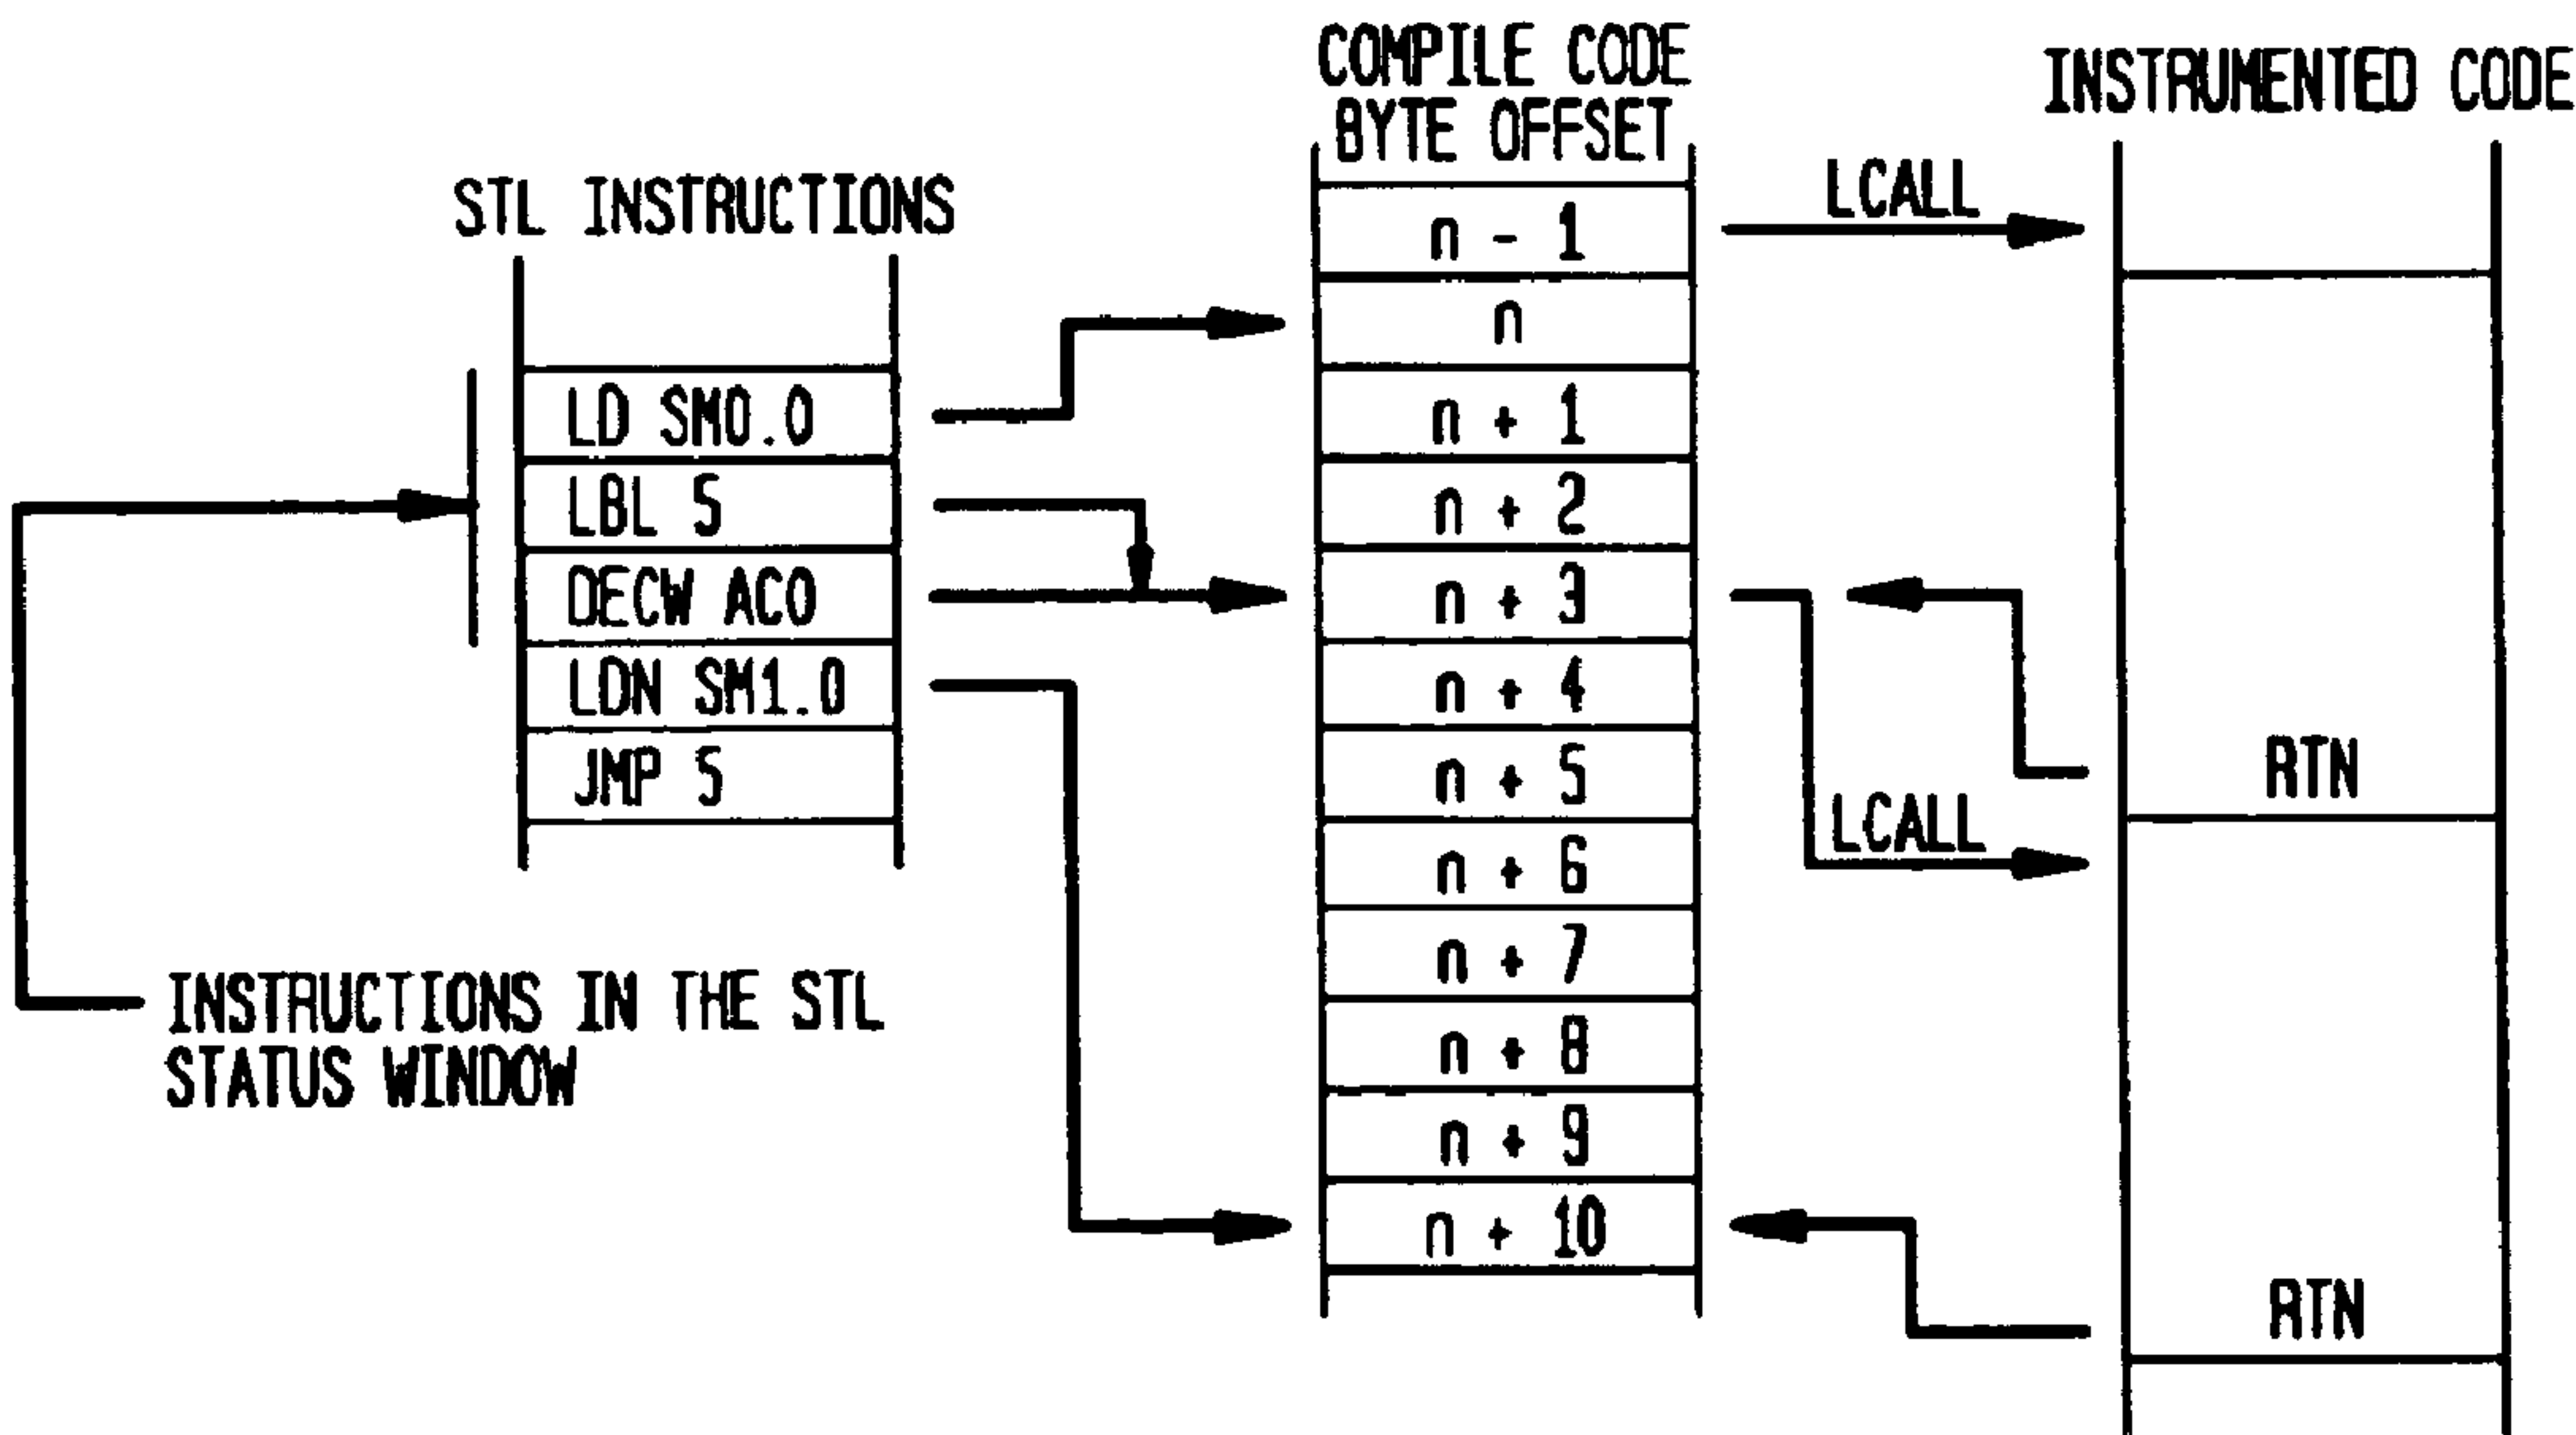 STL INSTRUCTIONS
LD SM0.0
LBL 5
DECW AC0
LDN SM1.0
JMP 5
INSTRUCTIONS IN THE STL
STATUS WINDOW
COMPILE CODE
BYTE OFFSET
n - 1
n
n + 1
n + 2
n + 3
n + 4
n + 5
n + 6
n + 7
n + 8
n + 9
n + 10
LCALL
LCALL
INSTRUMENTED CODE
RTN
RTN